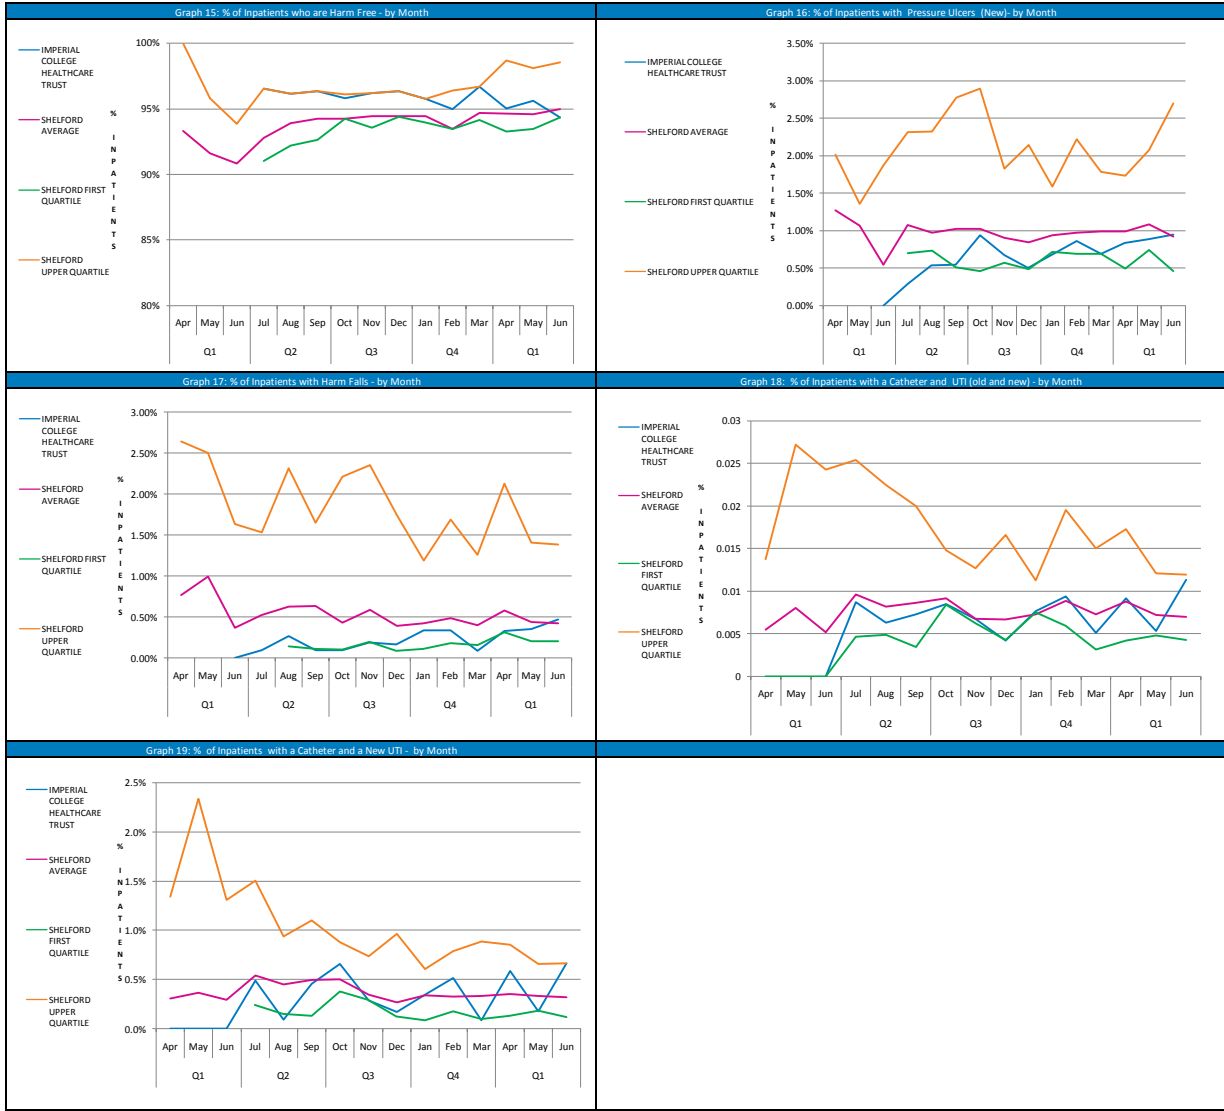 Graph 15: % of Inpatients who are Harm Free - by Month
IMPERIAL
COLLEGE
HEALTHCARE
TRUST
SHELFORD
AVERAGE
SHELFORD FIRST
QUARTILE
SHELFORD
UPPER QUARTILE
% INPATIENTS
100%
95%
90%
85%
80%
Apr May Jun Jul Aug Sep Oct Nov Dec Jan Feb Mar Apr May Jun
Q1 Q2 Q3 Q4 Q1
Graph 16: % of Inpatients with Pressure Ulcers (New)- by Month
IMPERIAL COLLEGE
HEALTHCARE TRUST
SHELFORD AVERAGE
SHELFORD FIRST QUARTILE
SHELFORD UPPER QUARTILE
% INPATIENTS
3.50%
3.00%
2.50%
2.00%
1.50%
1.00%
0.50%
0.00%
Apr May Jun Jul Aug Sep Oct Nov Dec Jan Feb Mar Apr May Jun
Q1 Q2 Q3 Q4 Q1
Graph 17: % of Inpatients with Harm Falls - by Month
IMPERIAL
COLLEGE
HEALTHCARE
TRUST
SHELFORD
AVERAGE
SHELFORD FIRST
QUARTILE
SHELFORD
UPPER
QUARTILE
% INPATIENTS
3.00%
2.50%
2.00%
1.50%
1.00%
0.50%
0.00%
Apr May Jun Jul Aug Sep Oct Nov Dec Jan Feb Mar Apr May Jun
Q1 Q2 Q3 Q4 Q1
Graph 18: % of Inpatients with a Catheter and UTI (old and new) - by Month
IMPERIAL
COLLEGE
HEALTHCARE
TRUST
SHELFORD
AVERAGE
SHELFORD
FIRST
QUARTILE
SHELFORD
UPPER
QUARTILE
% INPATIENTS
0.03
0.025
0.02
0.015
0.01
0.005
0
Apr May Jun Jul Aug Sep Oct Nov Dec Jan Feb Mar Apr May Jun
Q1 Q2 Q3 Q4 Q1
Graph 19: % of Inpatients with a Catheter and a New UTI - by Month
IMPERIAL
COLLEGE
HEALTHCARE
TRUST
SHELFORD
AVERAGE
SHELFORD
FIRST
QUARTILE
SHELFORD
UPPER
QUARTILE
% INPATIENTS
2.5%
2.0%
1.5%
1.0%
0.5%
0.0%
Apr May Jun Jul Aug Sep Oct Nov Dec Jan Feb Mar Apr May Jun
Q1 Q2 Q3 Q4 Q1